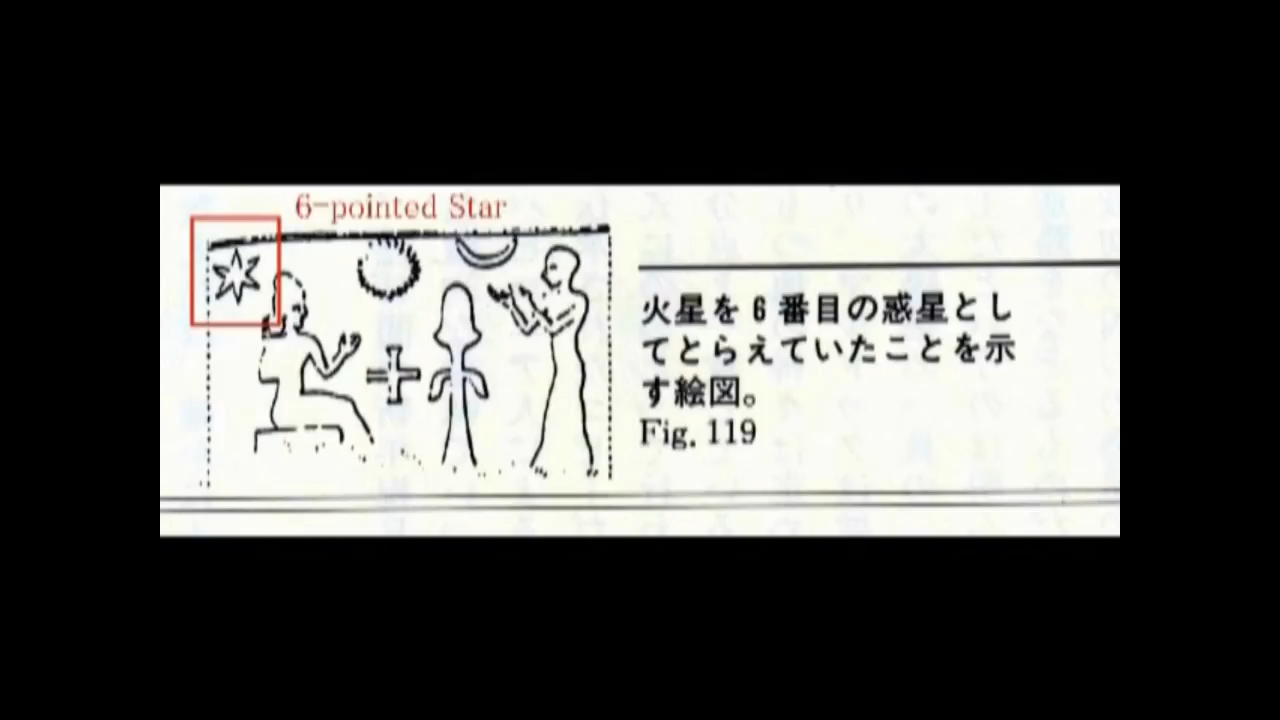 6-pointed Star
火星を6番目の惑星とし
てとらえていたことを示
す絵図。
Fig. 119